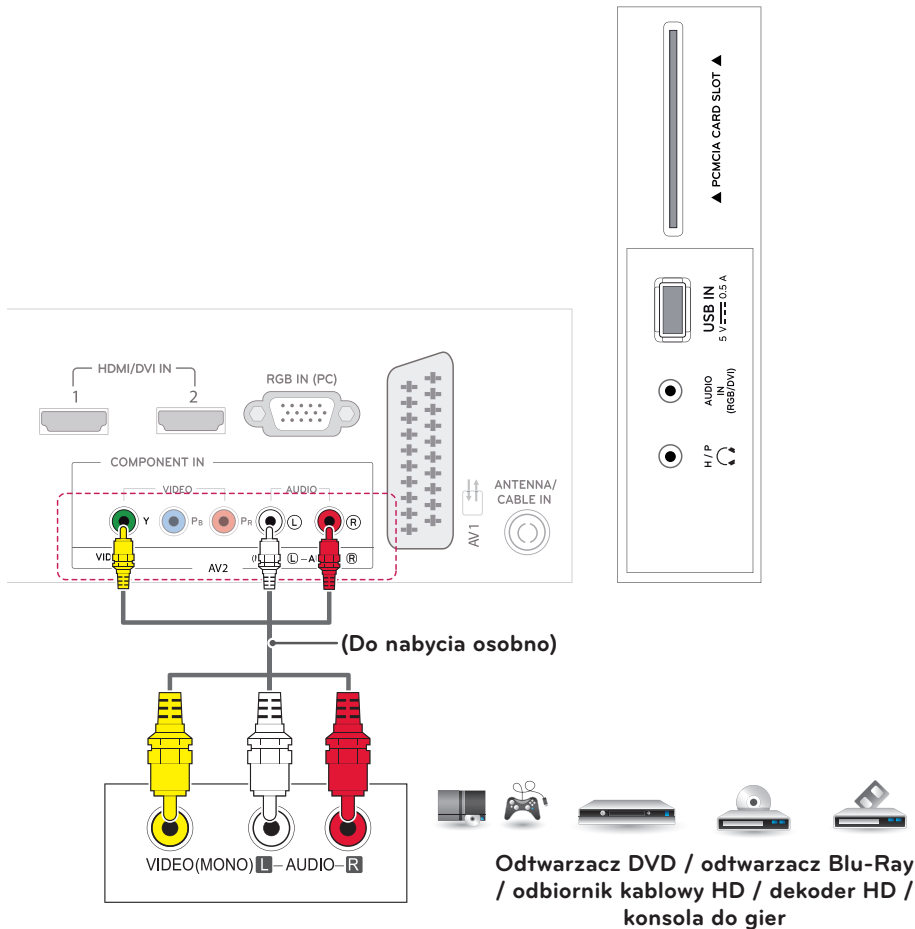 ▲ PCMCIA CARD SLOT ▲
USB IN
5 V 0.5 A
AUDIO
IN
(RGB/DVI)
H / P
HDMI/DVI IN
1 2
RGB IN (PC)
COMPONENT IN
VIDEO AUDIO
Y PB PR L R
AV2
L R
AV1
ANTENNA/
CABLE IN
(Do nabycia osobno)
VIDEO(MONO) L–AUDIO–R
Odtwarzacz DVD / odtwarzacz Blu-Ray
/ odbiornik kablowy HD / dekoder HD /
konsola do gier